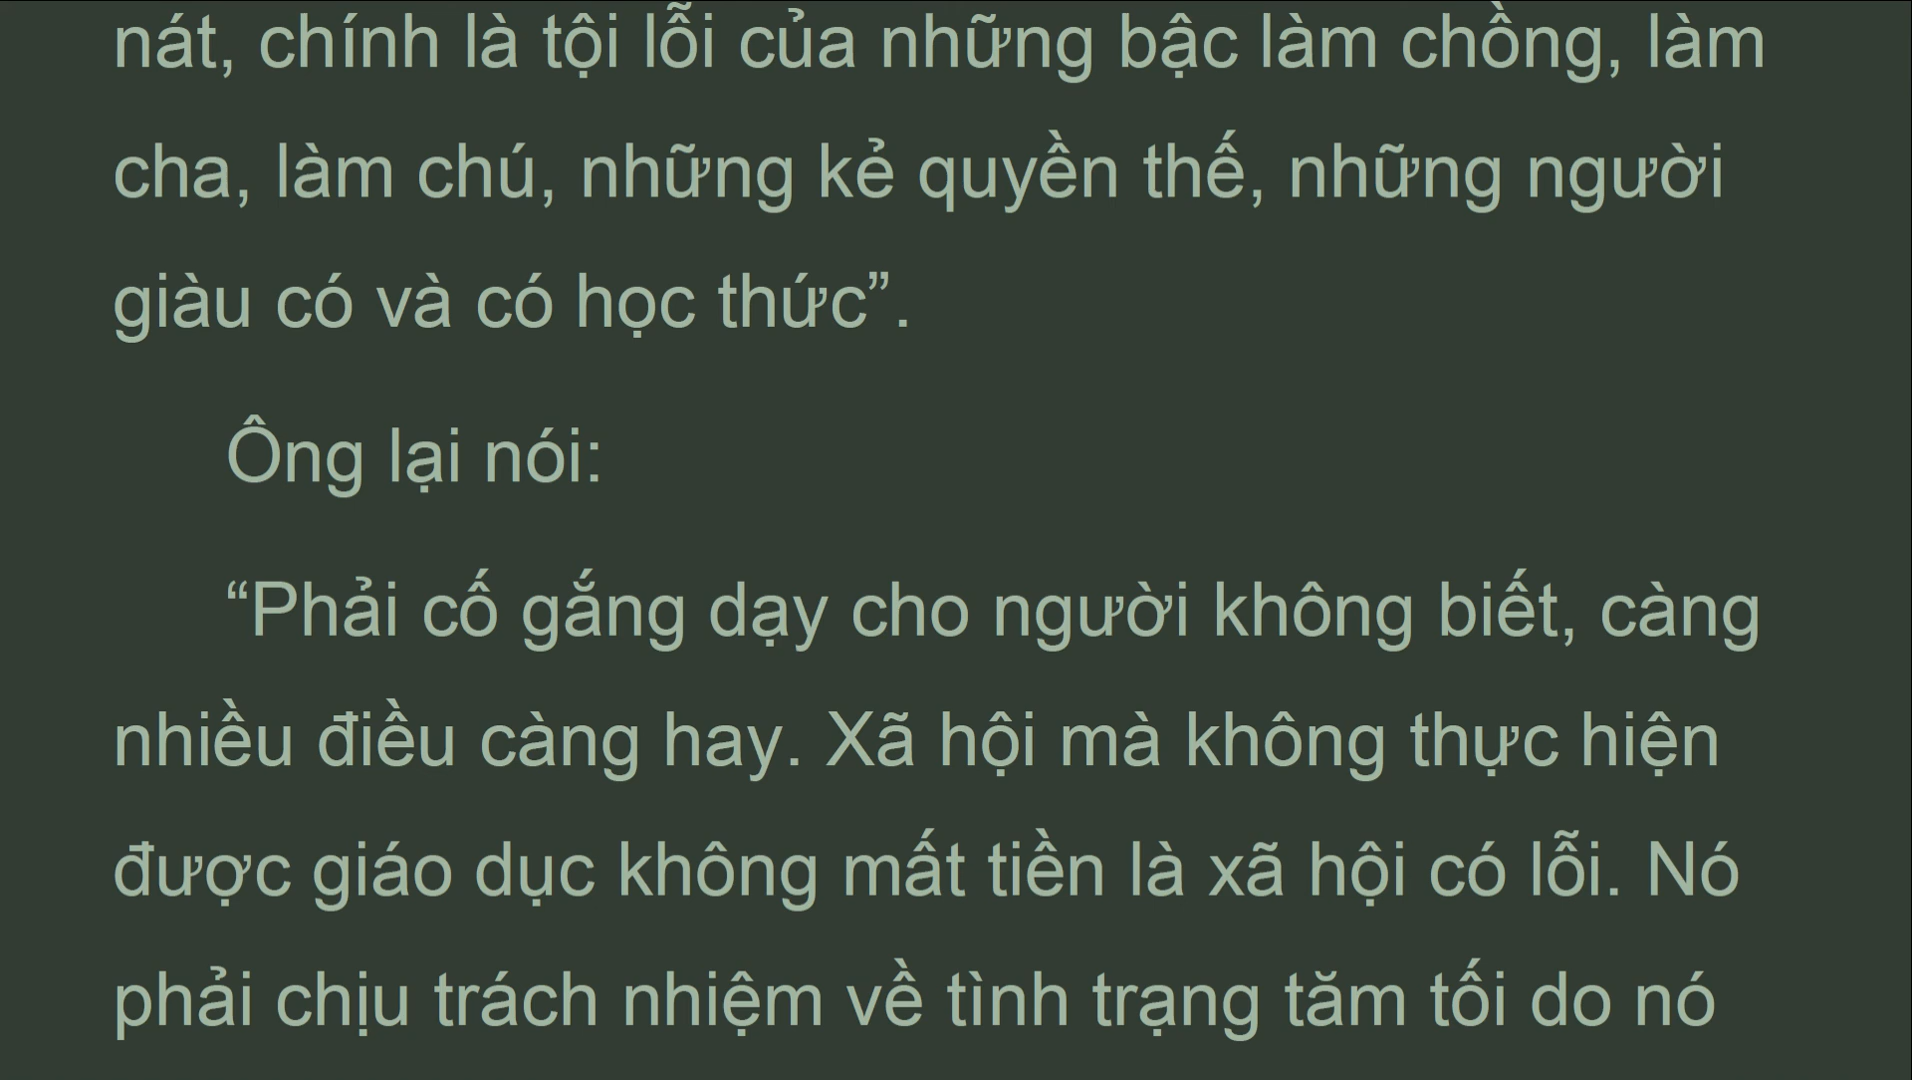 nát, chính là tội lỗi của những bậc làm chồng, làm
cha, làm chú, những kẻ quyền thế, những người
giàu có và có học thức”.
Ông lại nói:
“Phải cố gắng dạy cho người không biết, càng
nhiều điều càng hay. Xã hội mà không thực hiện
được giáo dục không mất tiền là xã hội có lỗi. Nó
phải chịu trách nhiệm về tình trạng tăm tối do nó